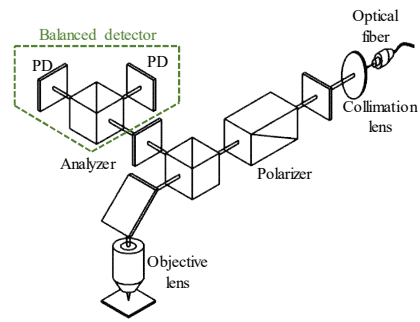 Balanced detector
PD
PD
Optical
fiber
Collimation
lens
Analyzer
Polarizer
Objective
lens